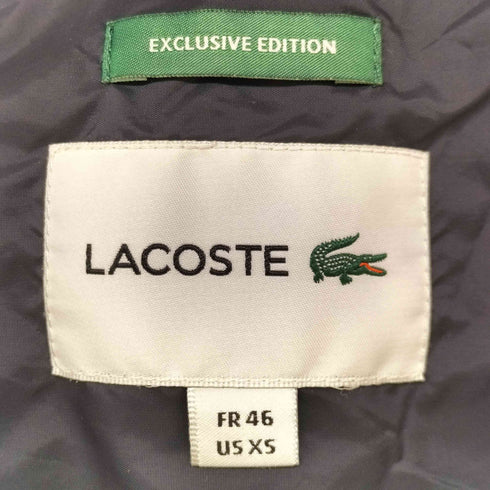 EXCLUSIVE EDITION
LACOSTE
FR 46
US XS